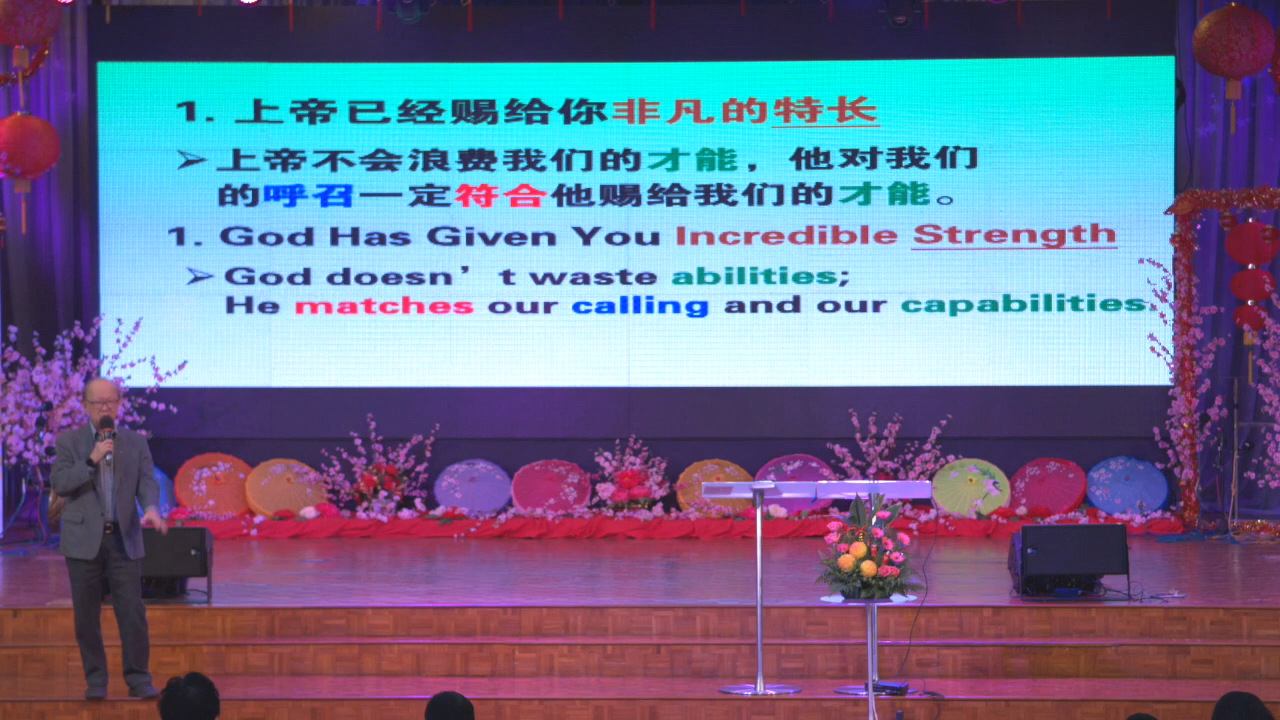 1. 上帝已经赐给你非凡的特长
➢上帝不会浪费我们的才能，他对我们
的呼召一定符合他赐给我们的才能。
1. God Has Given You Incredible Strength
➢God doesn’t waste abilities;
He matches our calling and our capabilities.